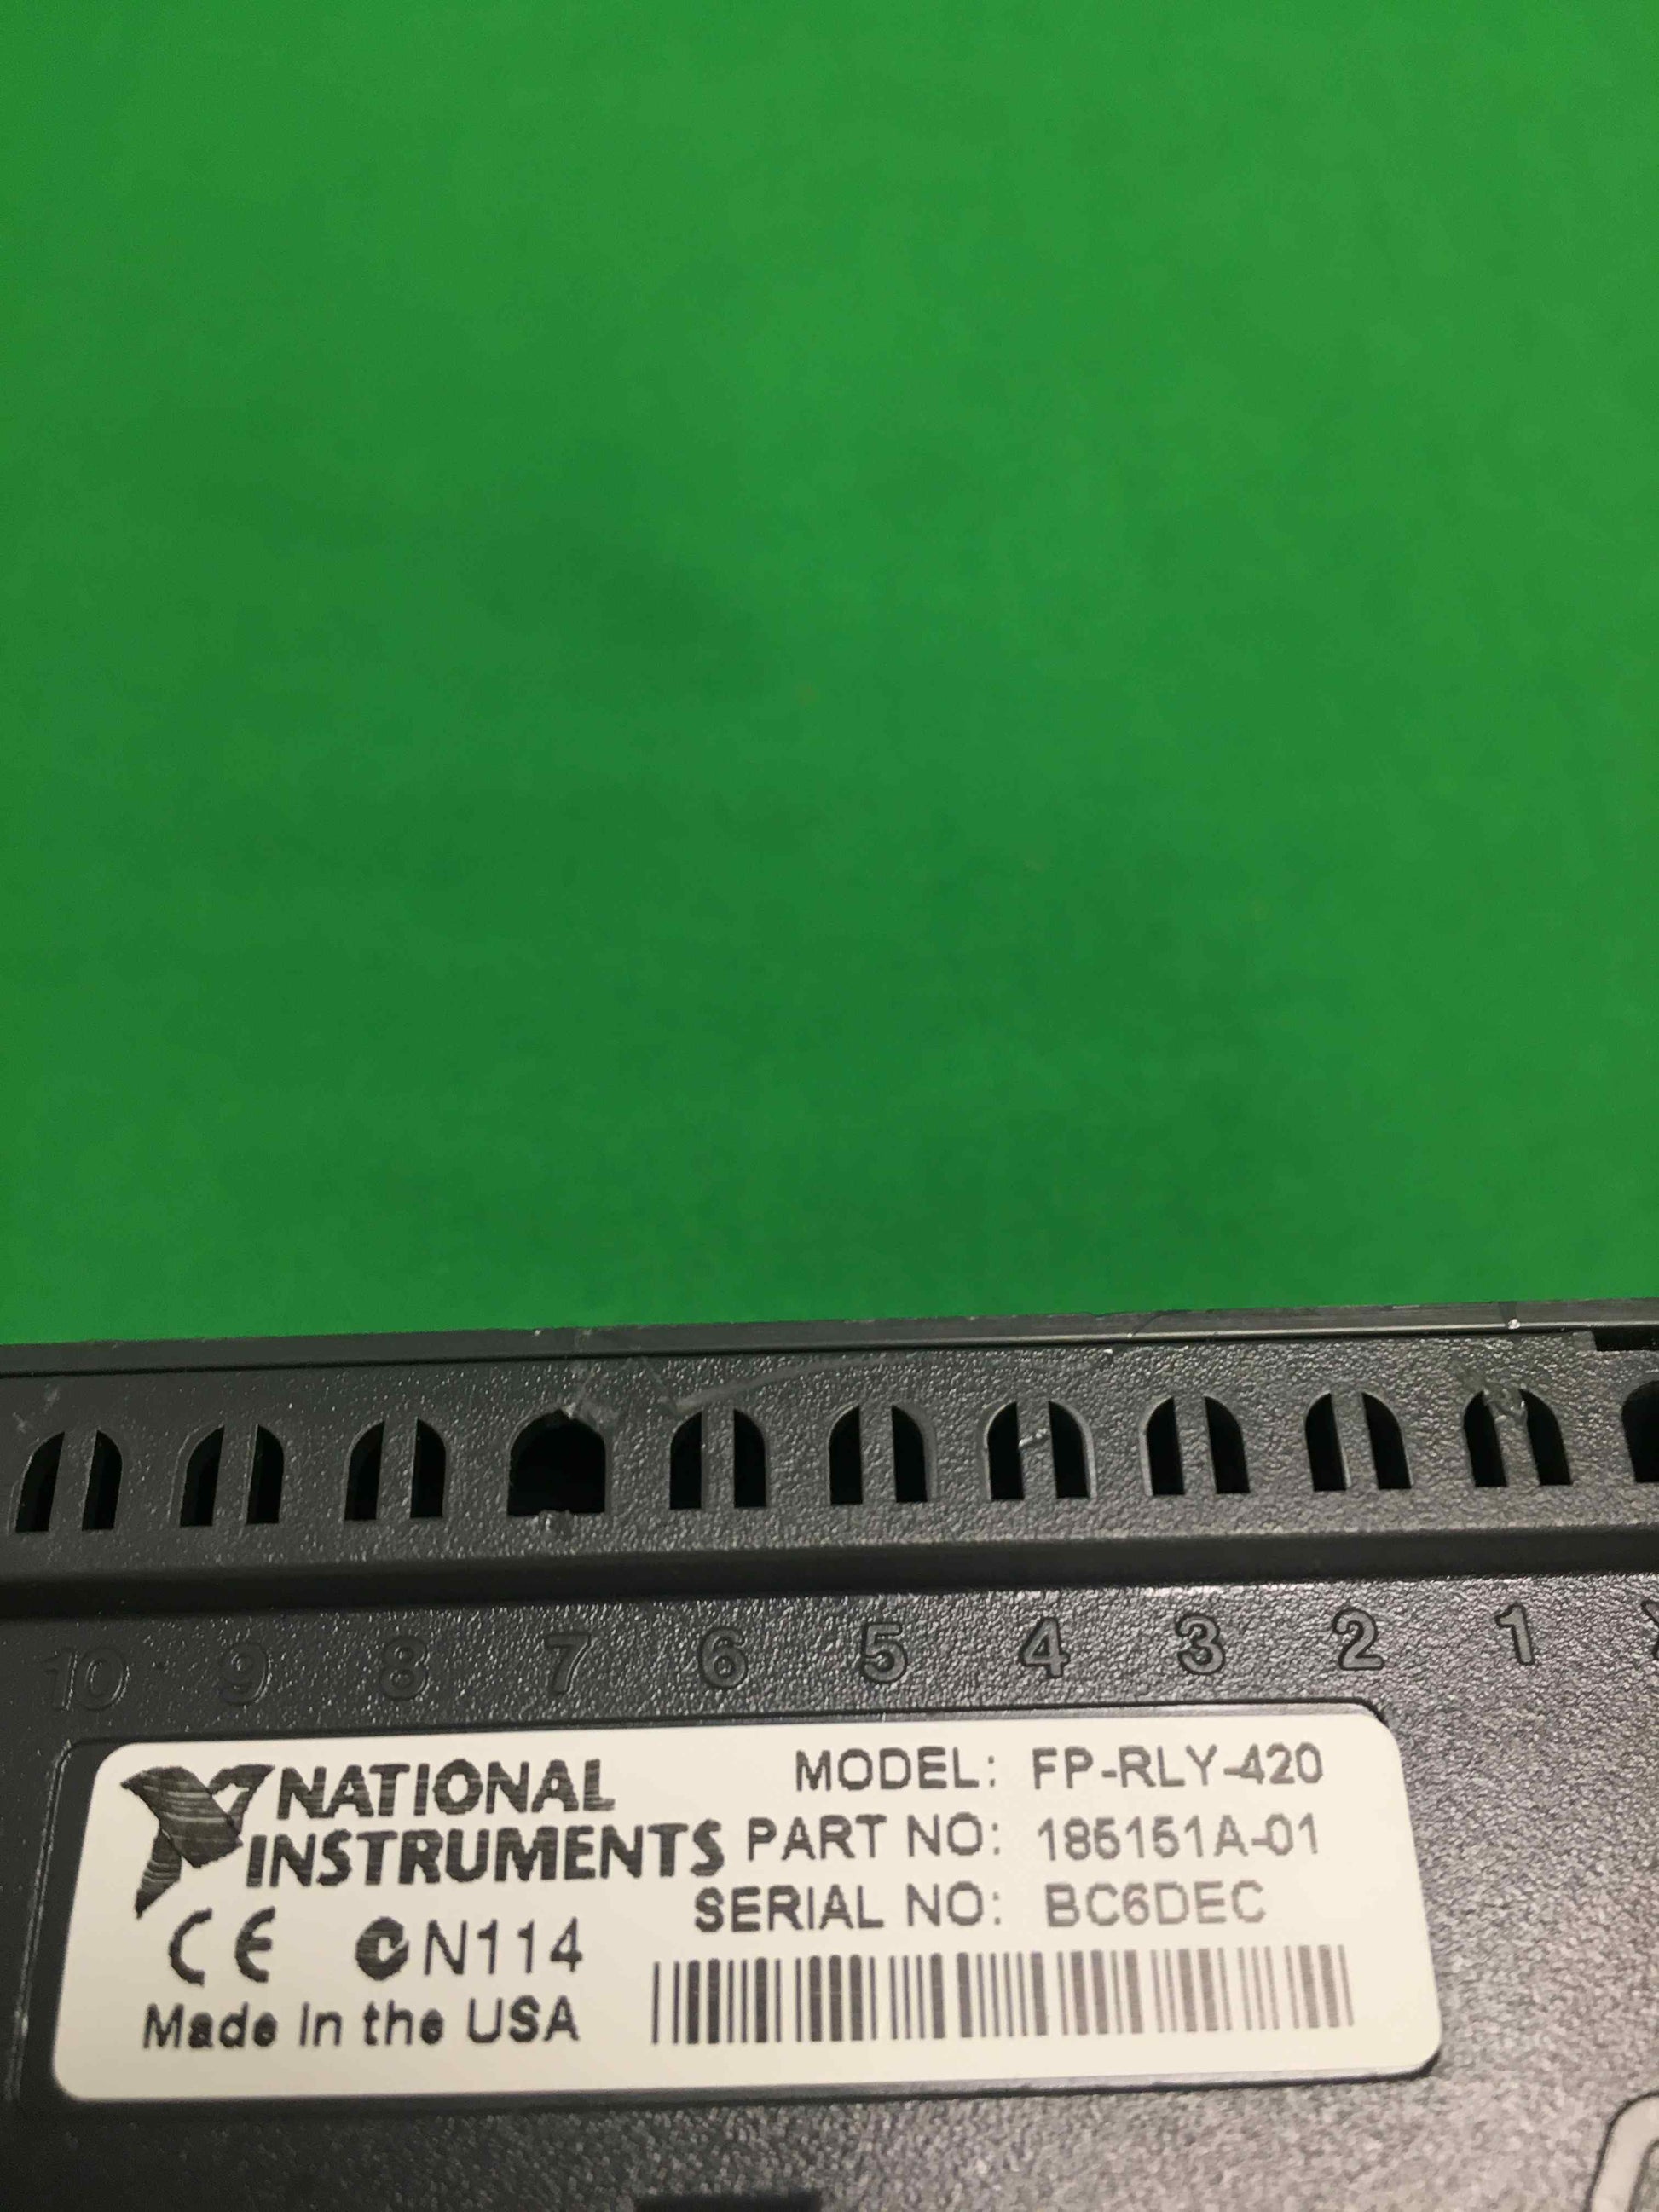 10 9 8 7 6 5 4 3 2 1
NATIONAL
INSTRUMENTS
MODEL: FP-RLY-420
PART NO: 185151A-01
SERIAL NO: BC6DEC
CE N114
Made in the USA